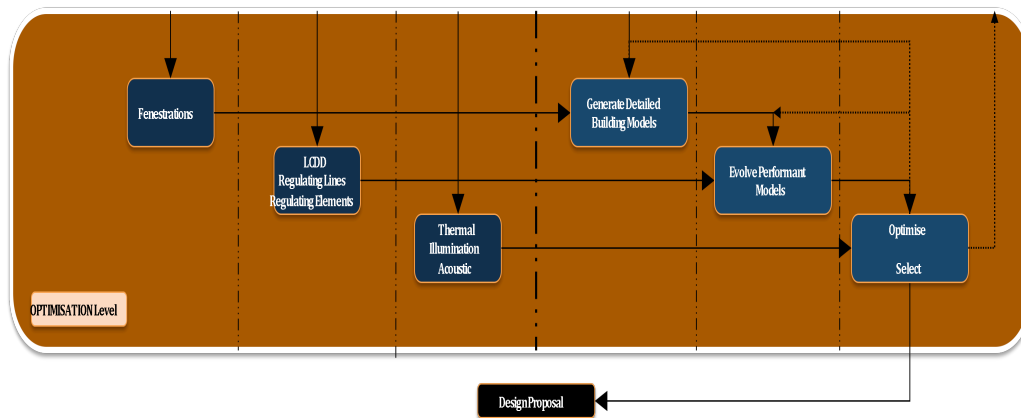 Fenestrations
Generate Detailed
Building Models
LCDD
Regulating Lines
Regulating Elements
Evolve Performant
Models
Thermal
Illumination
Acoustic
Optimise
Select
OPTIMISATION Level
Design Proposal